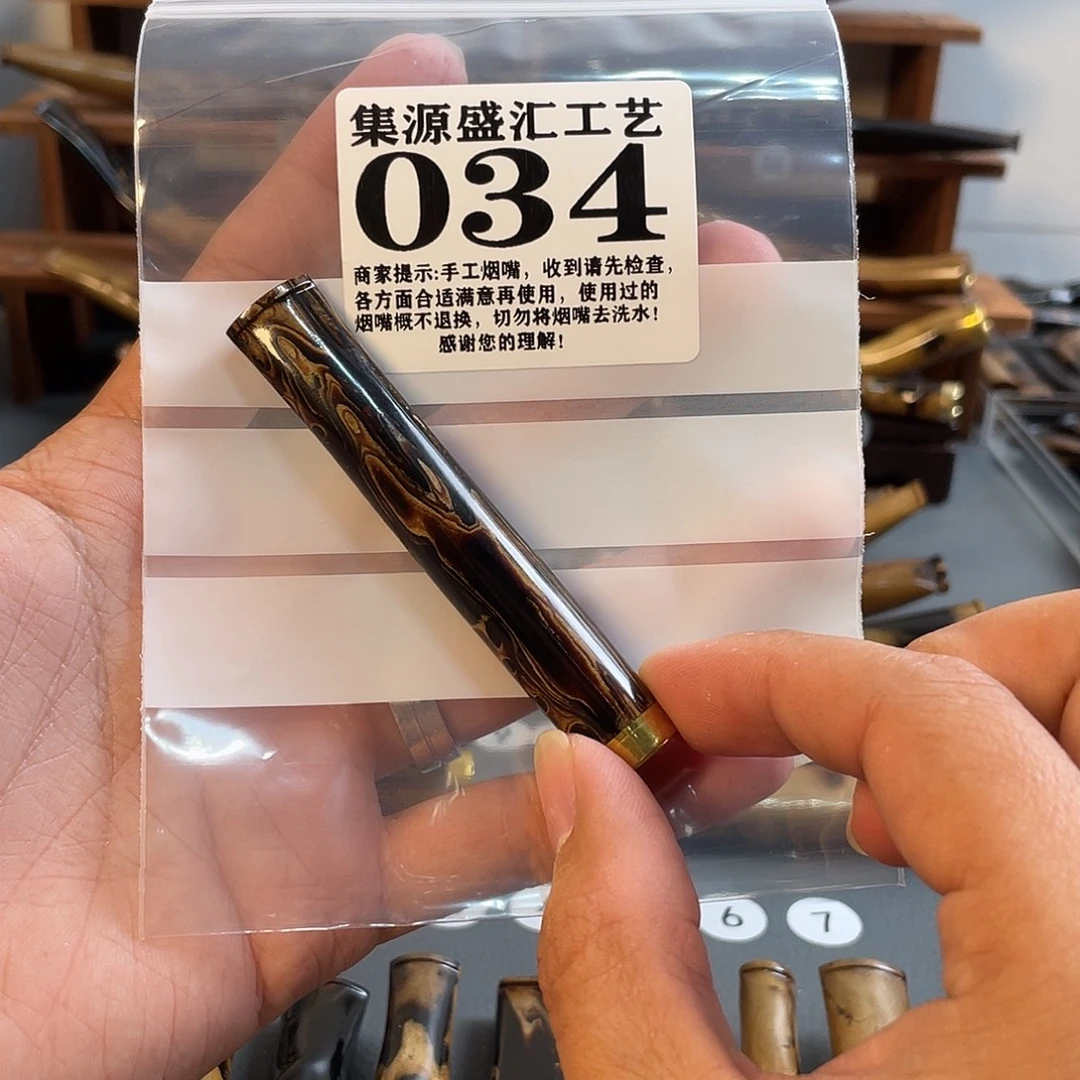 集源盛汇工艺
034
商家提示:手工烟嘴，收到请先检查，
各方面合适满意再使用，使用过的
烟嘴概不退换，切勿将烟嘴去洗水！
感谢您的理解！
6
7